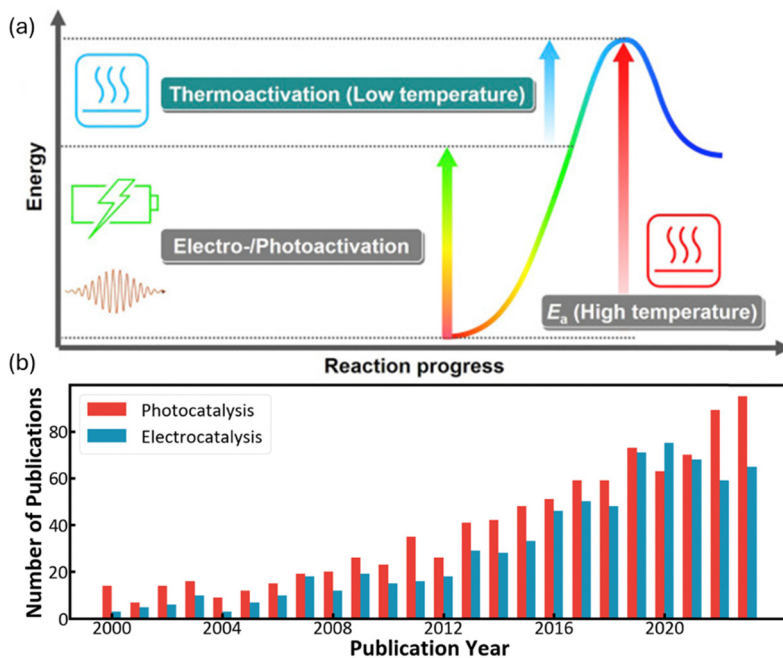 (a)
Thermoactivation (Low temperature)
Energy
Electro-/Photoactivation
Ea (High temperature)
Reaction progress
(b)
Number of Publications
80
60
40
20
0
Photocatalysis
Electrocatalysis
2000
2004
2008
2012
2016
2020
Publication Year